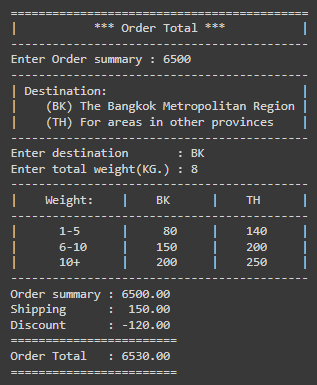 ==========================================
|           *** Order Total ***          |
------------------------------------------
Enter Order summary : 6500
------------------------------------------
| Destination:                           |
|    (BK) The Bangkok Metropolitan Region |
|    (TH) For areas in other provinces   |
------------------------------------------
Enter destination       : BK
Enter total weight(KG.) : 8
------------------------------------------
|    Weight:    |    BK     |    TH      |
------------------------------------------
|      1-5      |     80    |    140     |
|      6-10     |    150    |    200     |
|      10+      |    200    |    250     |
------------------------------------------
Order summary : 6500.00
Shipping      :  150.00
Discount      : -120.00
========================
Order Total   : 6530.00
========================